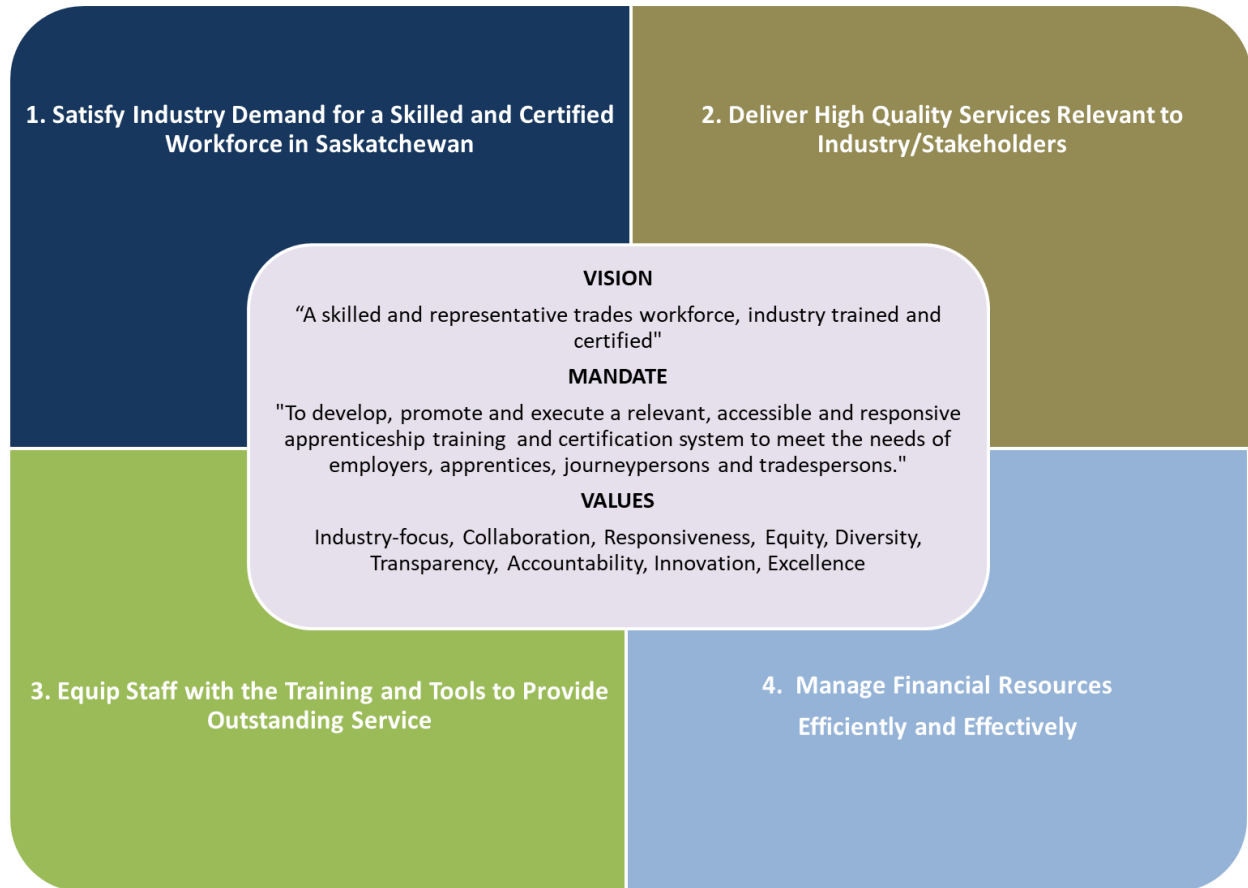 1. Satisfy Industry Demand for a Skilled and Certified
Workforce in Saskatchewan
2. Deliver High Quality Services Relevant to
Industry/Stakeholders
VISION
“A skilled and representative trades workforce, industry trained and
certified"
MANDATE
"To develop, promote and execute a relevant, accessible and responsive
apprenticeship training and certification system to meet the needs of
employers, apprentices, journeypersons and tradespersons."
VALUES
Industry-focus, Collaboration, Responsiveness, Equity, Diversity,
Transparency, Accountability, Innovation, Excellence
3. Equip Staff with the Training and Tools to Provide
Outstanding Service
4. Manage Financial Resources
Efficiently and Effectively